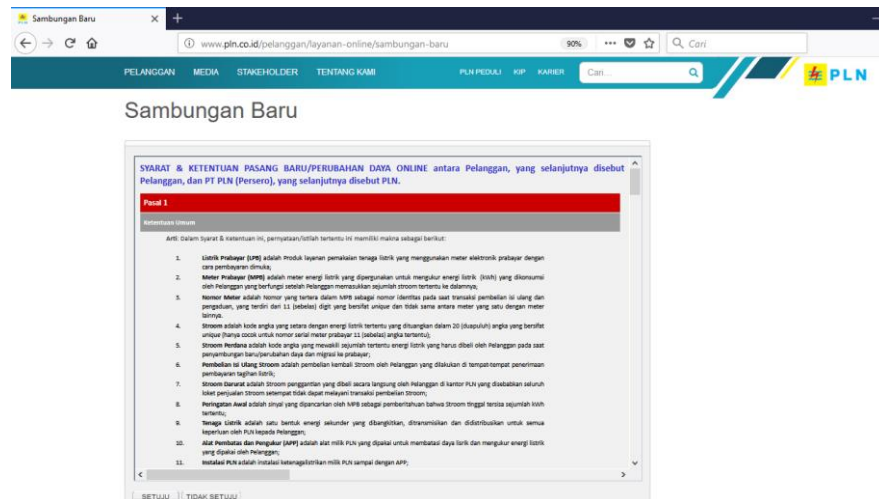 Sambungan Baru
www.pln.co.id/pelanggan/layanan-online/sambungan-baru
90%
Cari
PELANGGAN MEDIA STAKEHOLDER TENTANG KAMI PLN PEDULI KIP KARIER Cari... PLN
Sambungan Baru
SYARAT & KETENTUAN PASANG BARU/PERUBAHAN DAYA ONLINE antara Pelanggan, yang selanjutnya disebut
Pelanggan, dan PT PLN (Persero), yang selanjutnya disebut PLN.
Pasal 1
Ketentuan Umum
Arti: Dalam Syarat & Ketentuan ini, pernyataan/istilah tertentu ini memiliki makna sebagai berikut:
1. Listrik Prabayar (LPB) adalah Produk layanan pemakaian tenaga listrik yang menggunakan meter elektronik prabayar dengan
cara pembayaran dimuka;
2. Meter Prabayar (MPB) adalah meter energi listrik yang dipergunakan untuk mengukur energi listrik (kWh) yang dikonsumsi
oleh Pelanggan yang berfungsi setelah Pelanggan memasukkan sejumlah stroom tertentu ke dalamnya;
3. Nomor Meter adalah Nomor yang tertera dalam MPB sebagai nomor identitas pada saat transaksi pembelian isi ulang dan
pengaduan, yang terdiri dari 11 (sebelas) digit yang bersifat unique dan tidak sama antara meter yang satu dengan meter
lainnya.
4. Stroom adalah kode angka yang setara dengan energi listrik tertentu yang dituangkan dalam 20 (duapuluh) angka yang bersifat
unique (hanya cocok untuk nomor serial meter prabayar 11 (sebelas) angka tertentu);
5. Stroom Perdana adalah kode angka yang mewakili sejumlah tertentu energi listrik yang harus dibeli oleh Pelanggan pada saat
penyambungan baru/perubahan daya dan migrasi ke prabayar;
6. Pembelian Isi Ulang Stroom adalah pembelian kembali Stroom oleh Pelanggan yang dilakukan di tempat-tempat penerimaan
pembayaran tagihan listrik;
7. Stroom Darurat adalah Stroom penggantian yang dibeli secara langsung oleh Pelanggan di kantor PLN yang disebabkan seluruh
loket penjualan Stroom setempat tidak dapat melayani transaksi pembelian Stroom;
8. Peringatan Awal adalah sinyal yang dipancarkan oleh MPB sebagai pemberitahuan bahwa Stroom tinggal tersisa sejumlah kWh
tertentu;
9. Tenaga Listrik adalah satu bentuk energi sekunder yang dibangkitkan, ditransmisikan dan didistribusikan untuk semua
keperluan oleh PLN kepada Pelanggan;
10. Alat Pembatas dan Pengukur (APP) adalah alat milik PLN yang dipakai untuk membatasi daya listrik dan mengukur energi listrik
yang dipakai oleh Pelanggan;
11. Instalasi PLN adalah instalasi ketenagalistrikan milik PLN sampai dengan APP;
SETUJU TIDAK SETUJU